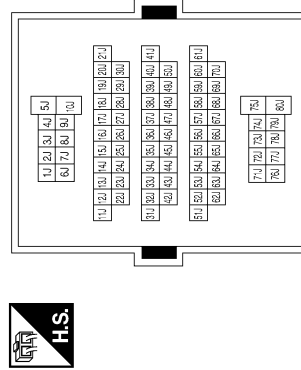 1J 2J 3J 4J 5J
6J 7J 8J 9J 10J
11J 12J 13J 14J 15J 16J 17J 18J 19J 20J 21J
22J 23J 24J 25J 26J 27J 28J 29J 30J
31J 32J 33J 34J 35J 36J 37J 38J 39J 40J 41J
42J 43J 44J 45J 46J 47J 48J 49J 50J
51J 52J 53J 54J 55J 56J 57J 58J 59J 60J 61J
62J 63J 64J 65J 66J 67J 68J 69J 70J
71J 72J 73J 74J 75J
76J 77J 78J 79J 80J
H.S.